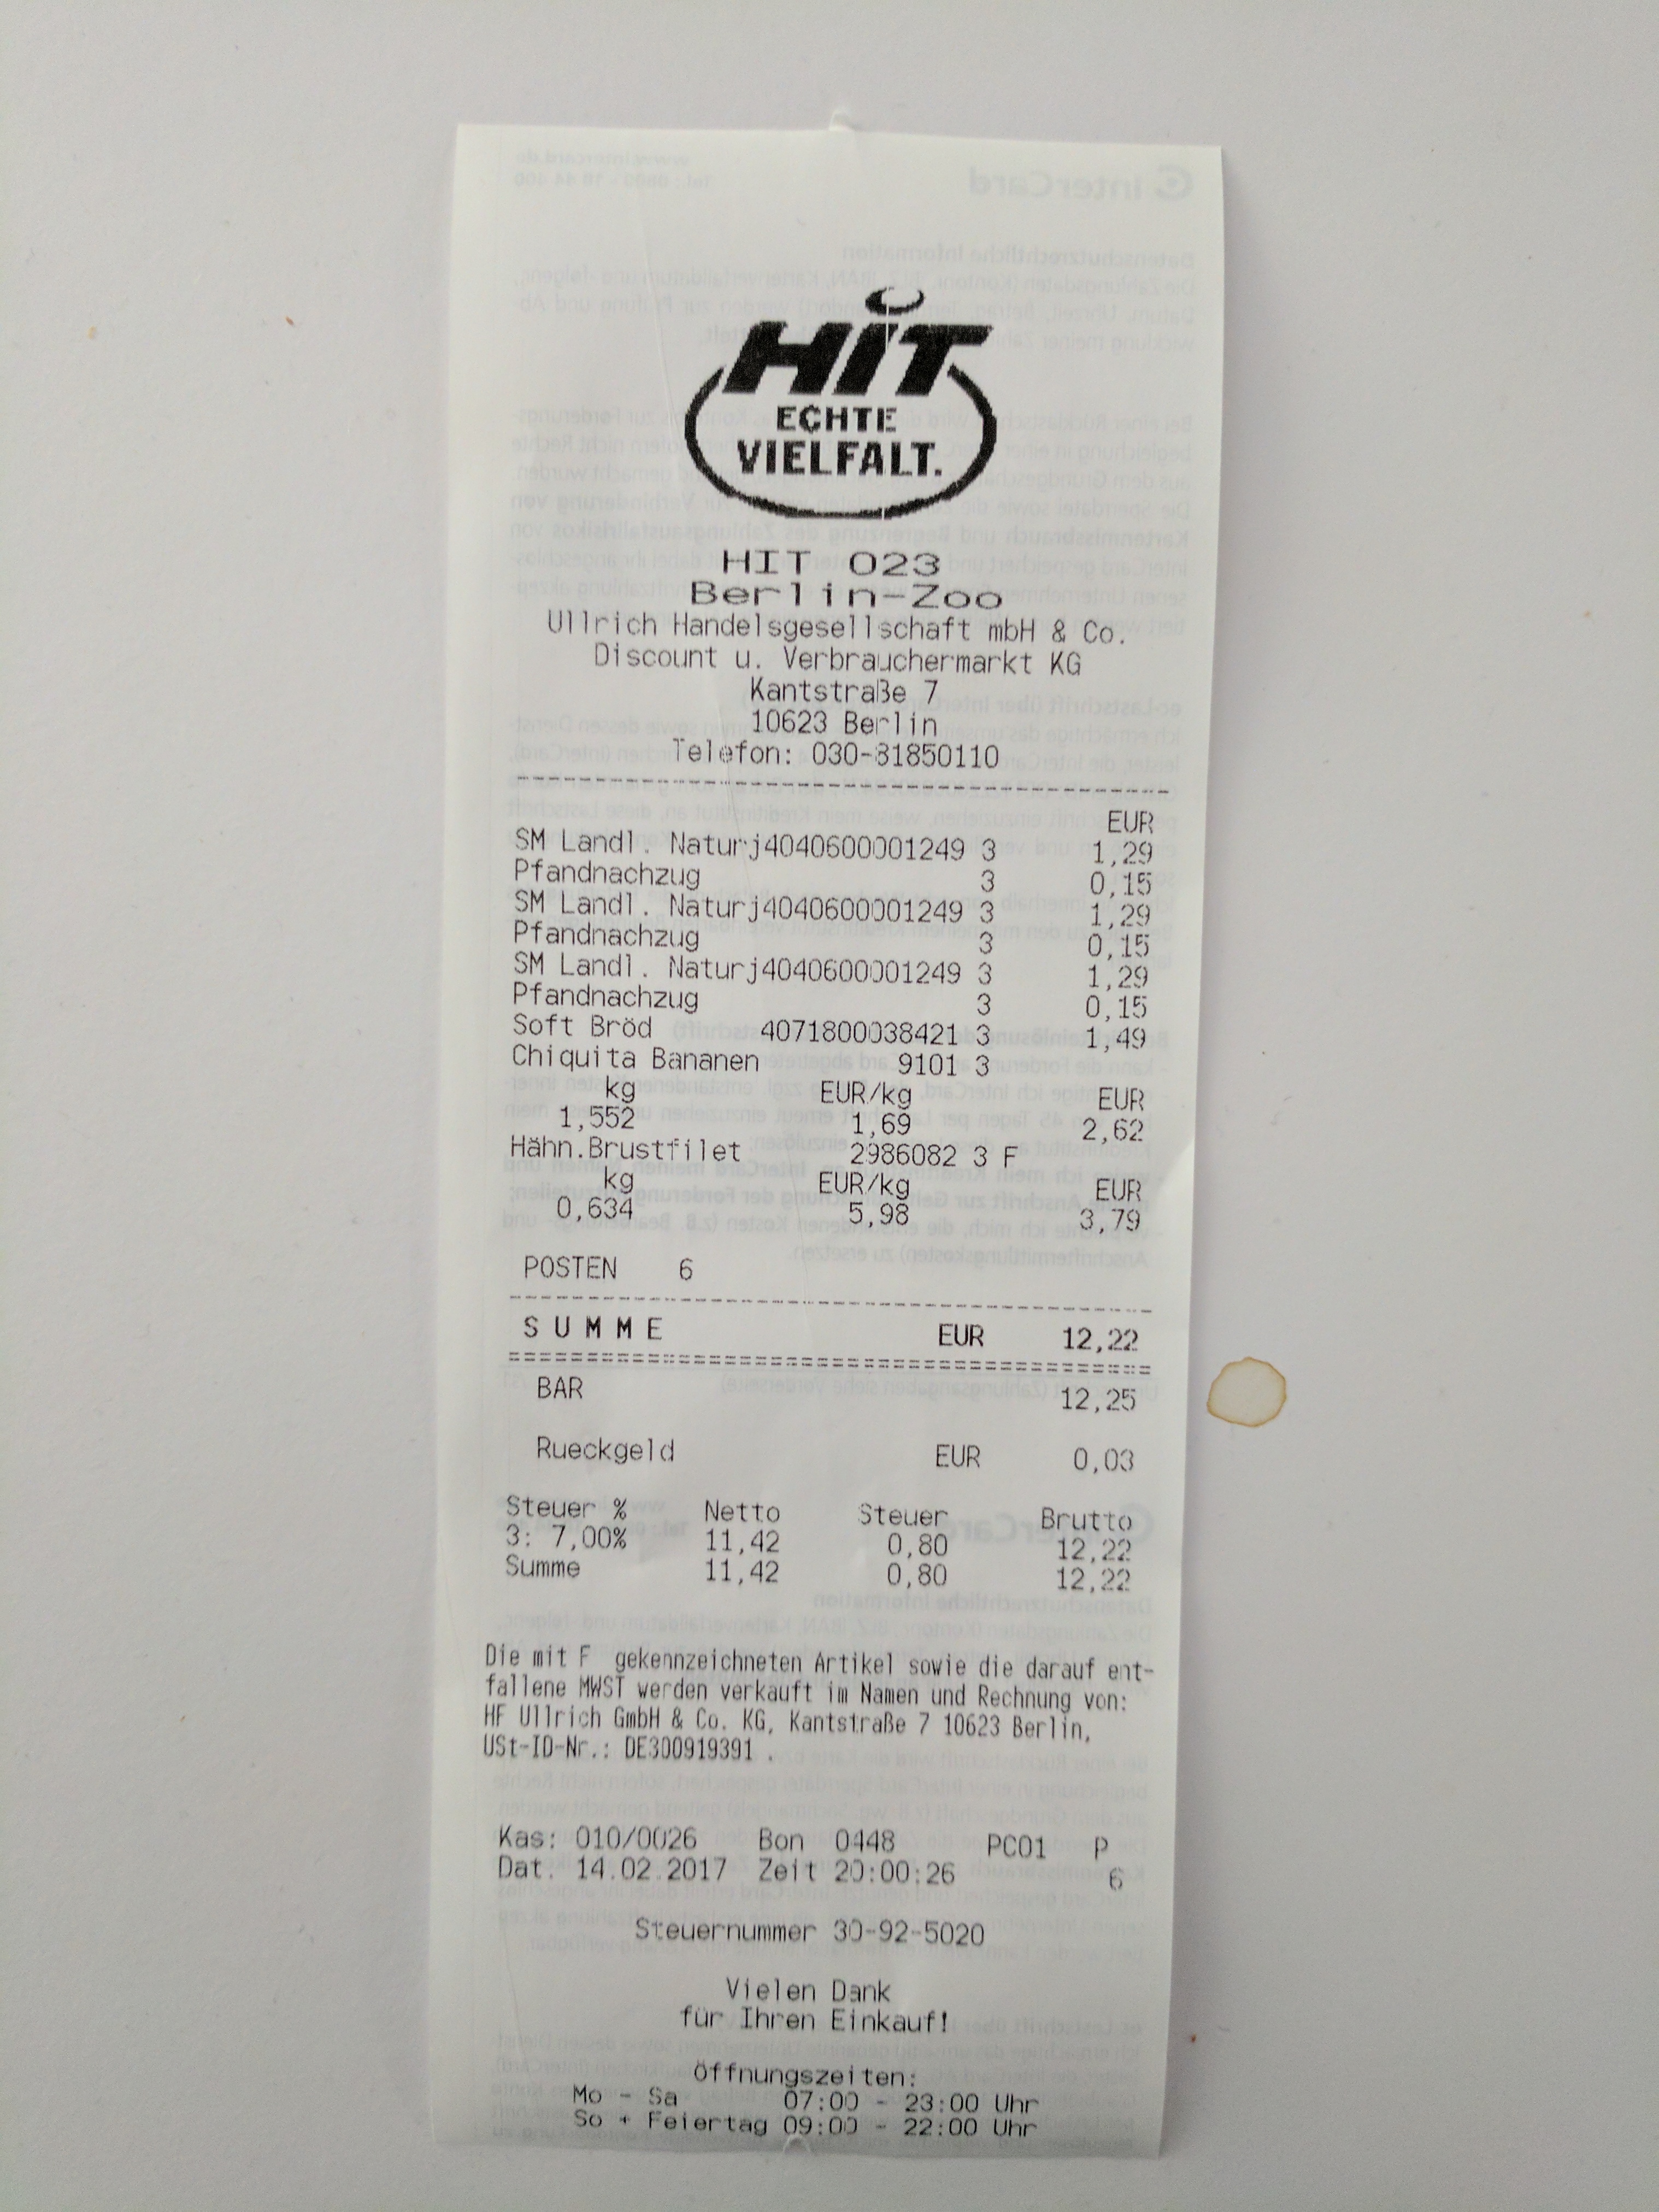 HIT
ECHTE
VIELFALT.
HIT 023
Berlin-Zoo
Ullrich Handelsgesellschaft mbH & Co.
Discount u. Verbrauchermarkt KG
Kantstraße 7
10623 Berlin
Telefon: 030-81850110
EUR
SM Landl. Naturj4040600001249 3 1,29
Pfandnachzug 3 0,15
SM Landl. Naturj4040600001249 3 1,29
Pfandnachzug 3 0,15
SM Landl. Naturj4040600001249 3 1,29
Pfandnachzug 3 0,15
Soft Bröd 4071800038421 3 1,49
Chiquita Bananen 9101 3
kg EUR/kg EUR
1,552 1,69 2,62
Hähn.Brustfilet 2986082 3 F
kg EUR/kg EUR
0,634 5,98 3,79
POSTEN 6
S U M M E EUR 12,22
BAR 12,25
Rueckgeld EUR 0,03
Steuer % Netto Steuer Brutto
3: 7,00% 11,42 0,80 12,22
Summe 11,42 0,80 12,22
Die mit F gekennzeichneten Artikel sowie die darauf ent-
fallene MWST werden verkauft im Namen und Rechnung von:
HF Ullrich GmbH & Co. KG, Kantstraße 7 10623 Berlin,
USt-ID-Nr.: DE300919391 .
Kas: 010/0026 Bon 0448 PC01 P
Dat. 14.02.2017 Zeit 20:00:26 6
Steuernummer 30-92-5020
Vielen Dank
für Ihren Einkauf!
Öffnungszeiten:
Mo - Sa 07:00 - 23:00 Uhr
So + Feiertag 09:00 - 22:00 Uhr